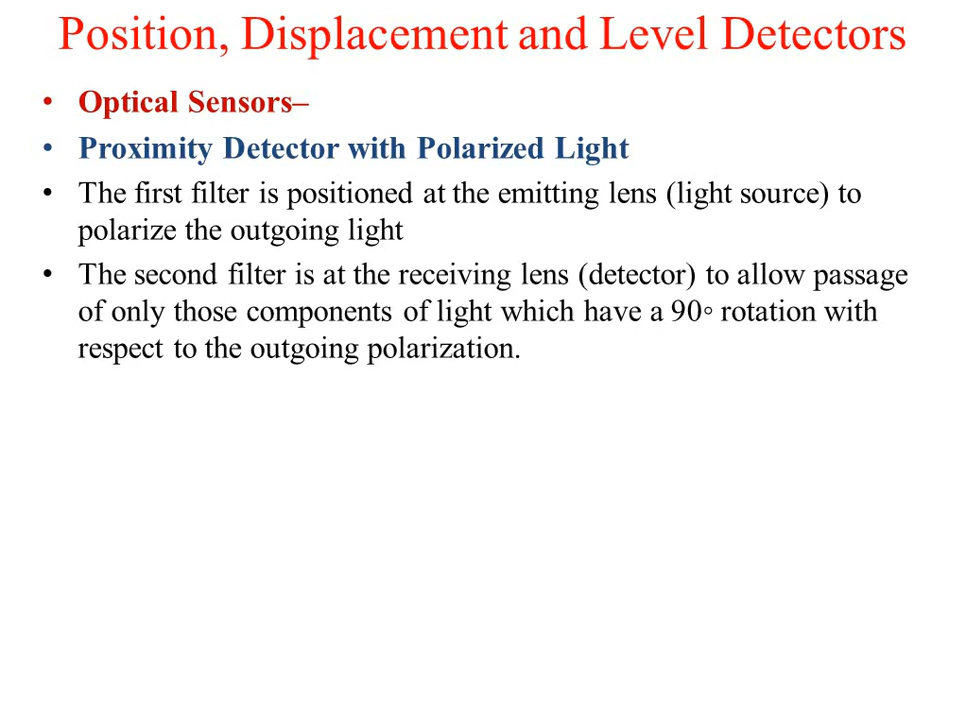 Position, Displacement and Level Detectors
• Optical Sensors–
• Proximity Detector with Polarized Light
• The first filter is positioned at the emitting lens (light source) to
polarize the outgoing light
• The second filter is at the receiving lens (detector) to allow passage
of only those components of light which have a 90◦ rotation with
respect to the outgoing polarization.